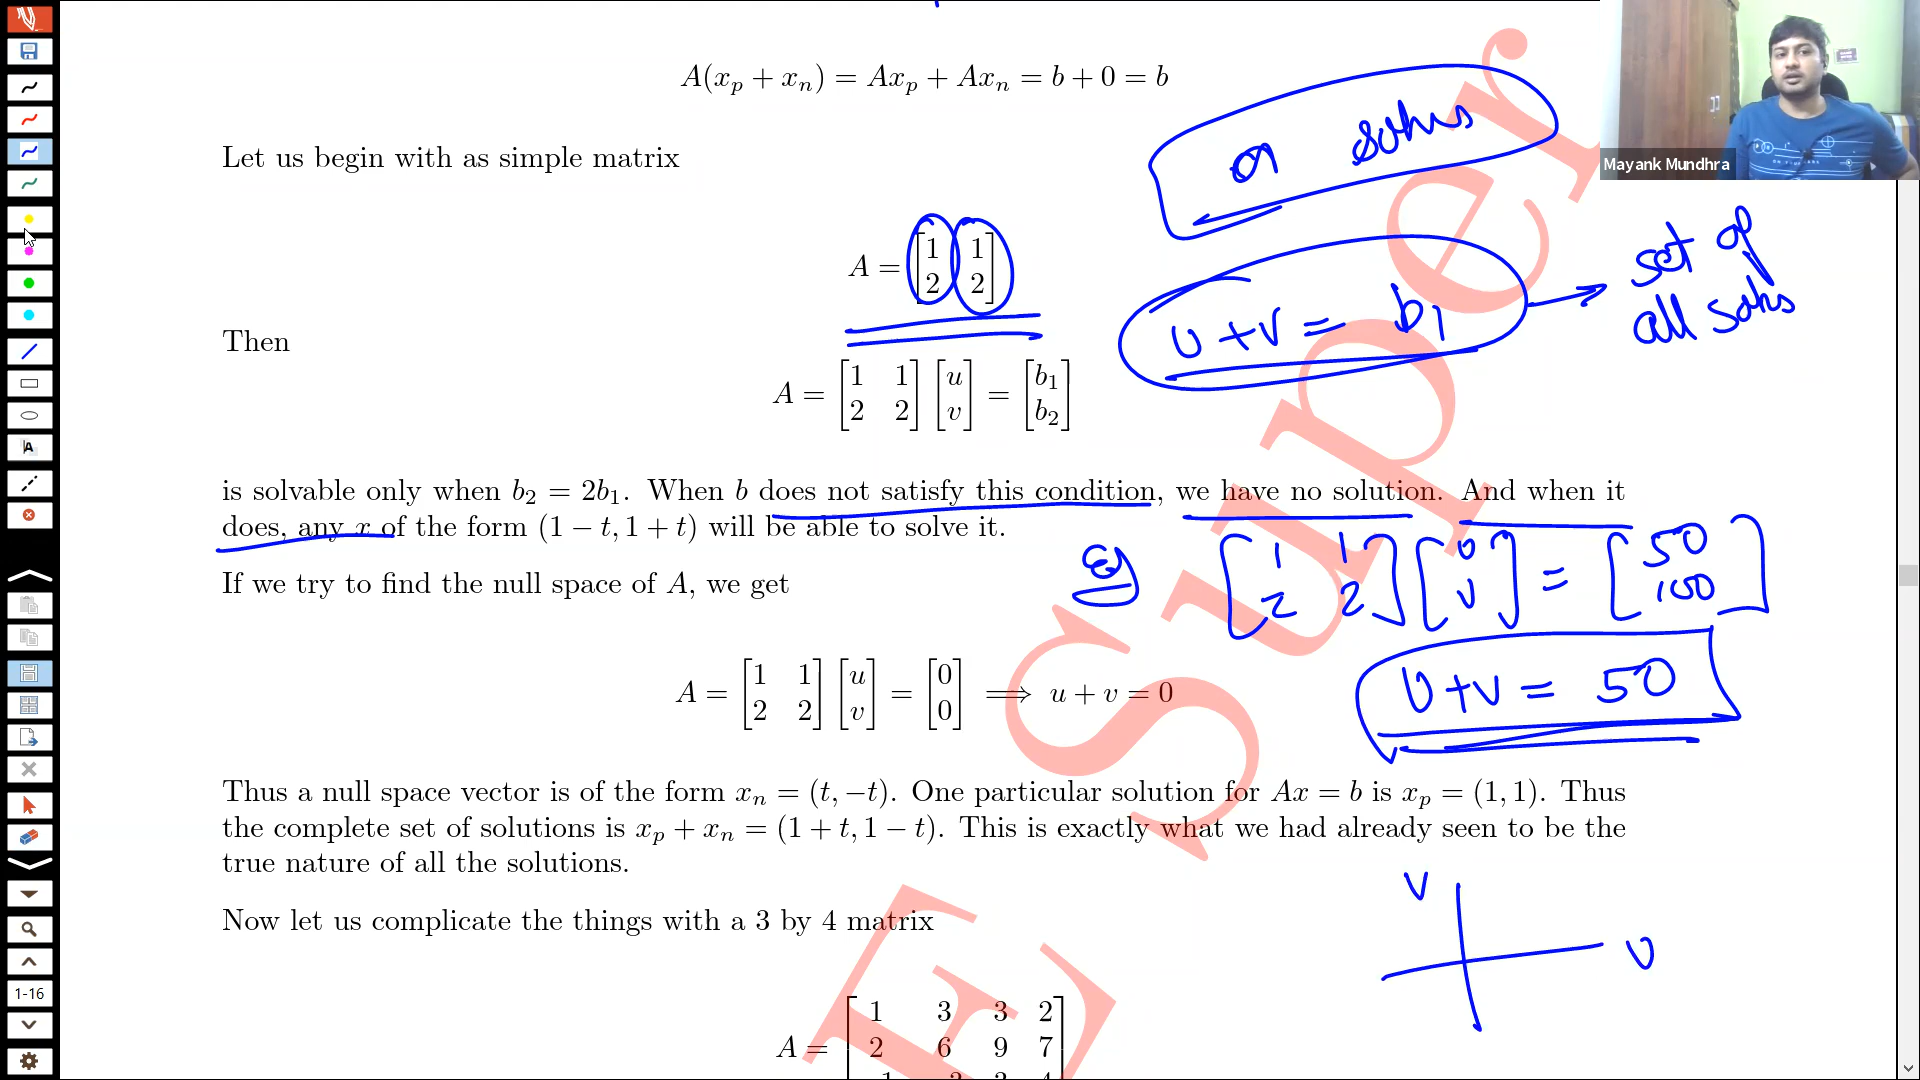 A(x_p + x_n) = Ax_p + Ax_n = b + 0 = b
Let us begin with as simple matrix
∞ solns
A = [1 1
2 2]
u + v = b1
set of
all solns
Then
A = [1 1 [u = [b1
2 2] v] b2]
is solvable only when b2 = 2b1. When b does not satisfy this condition, we have no solution. And when it
does, any x of the form (1 − t, 1 + t) will be able to solve it.
Eg [1 1 [u = [50
2 2] v] 100]
If we try to find the null space of A, we get
u + v = 50
A = [1 1 [u = [0 ⟹ u + v = 0
2 2] v] 0]
Thus a null space vector is of the form x_n = (t, −t). One particular solution for Ax = b is x_p = (1, 1). Thus
the complete set of solutions is x_p + x_n = (1 + t, 1 − t). This is exactly what we had already seen to be the
true nature of all the solutions.
Now let us complicate the things with a 3 by 4 matrix
v
u
A = [1 3 3 2
2 6 9 7
E Super
Mayank Mundhra
A
1-16